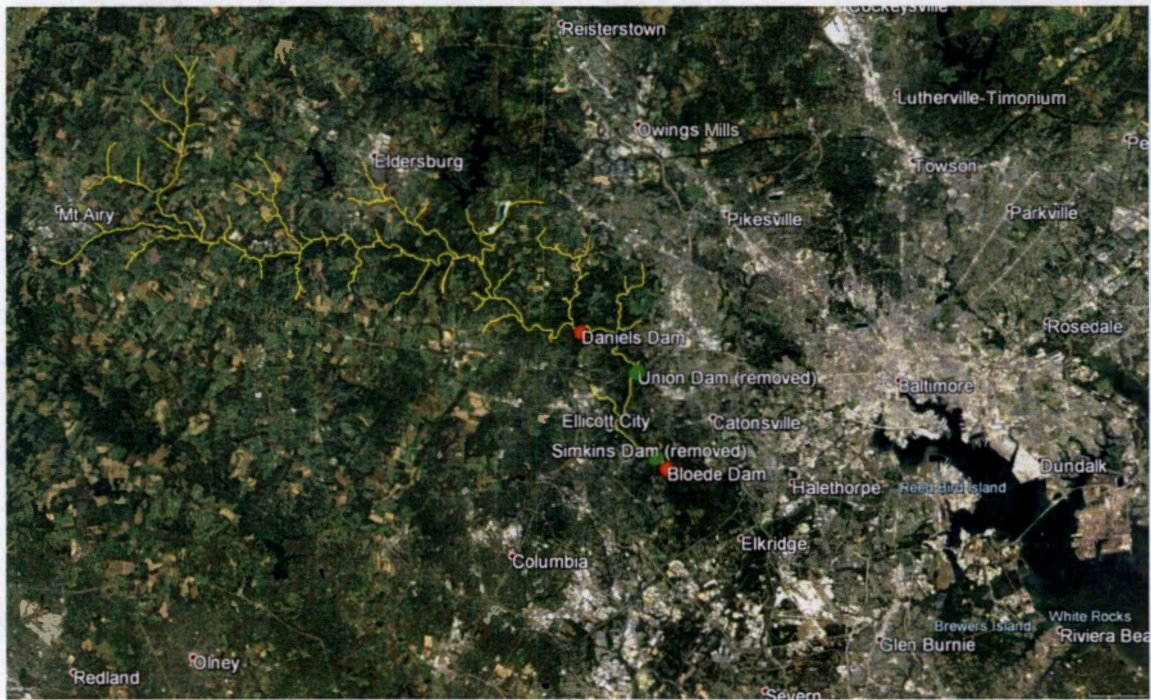 Cockeysville
Reisterstown
Lutherville-Timonium
Owings Mills
Pe
Eldersburg
Towson
Mt Airy
Pikesville
Parkville
Rosedale
Daniels Dam
Union Dam (removed)
Baltimore
Ellicott City
Catonsville
Simkins Dam (removed)
Bloede Dam
Dundalk
Halethorpe
Reed Bird Island
Elkridge
Columbia
White Rocks
Brewers Island
Riviera Bea
Glen Burnie
Olney
Redland
Severn